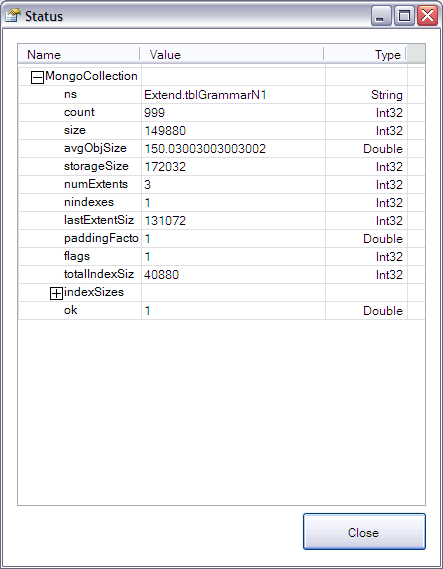 Status
Name Value Type
MongoCollection
ns Extend.tblGrammarN1 String
count 999 Int32
size 149880 Int32
avgObjSize 150.03003003003002 Double
storageSize 172032 Int32
numExtents 3 Int32
nindexes 1 Int32
lastExtentSiz 131072 Int32
paddingFacto 1 Double
flags 1 Int32
totalIndexSiz 40880 Int32
indexSizes
ok 1 Double
Close